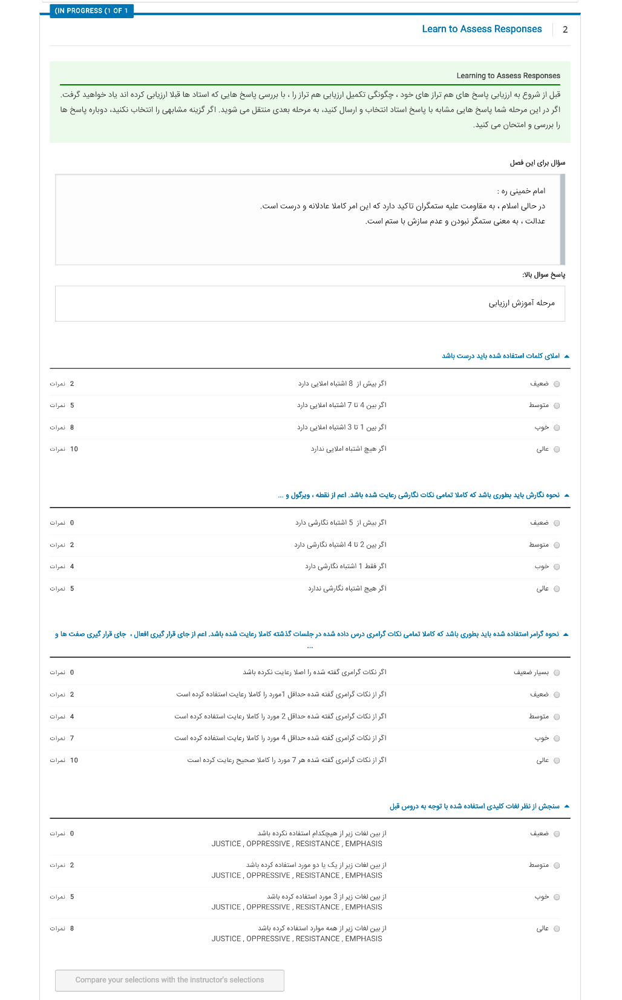 (IN PROGRESS (1 OF 1
2 Learn to Assess Responses
Learning to Assess Responses
قبل از شروع به ارزیابی پاسخ های هم تراز های خود ، چگونگی تکمیل ارزیابی هم تراز را ، با بررسی پاسخ هایی که استاد ها قبلا ارزیابی کرده اند یاد خواهید گرفت.
اگر در این مرحله شما پاسخ هایی مشابه با پاسخ استاد انتخاب و ارسال کنید، به مرحله بعدی منتقل می شوید. اگر گزینه مشابهی را انتخاب نکنید، دوباره پاسخ ها
را بررسی و امتحان می کنید.
سؤال برای این فصل
امام خمینی ره :
در حالی اسلام ، به مقاومت علیه ستمگران تاکید دارد که این امر کاملا عادلانه و درست است.
عدالت ، به معنی ستمگر نبودن و عدم سازش با ستم است.
پاسخ سوال بالا:
مرحله آموزش ارزیابی
املای کلمات استفاده شده باید درست باشد
ضعیف اگر بیش از 8 اشتباه املایی دارد 2 نمرات
متوسط اگر بین 4 تا 7 اشتباه املایی دارد 5 نمرات
خوب اگر بین 1 تا 3 اشتباه املایی دارد 8 نمرات
عالی اگر هیچ اشتباه املایی ندارد 10 نمرات
نحوه نگارش باید بطوری باشد که کاملا تمامی نکات نگارشی رعایت شده باشد. اعم از نقطه ، ویرگول و ...
ضعیف اگر بیش از 5 اشتباه نگارشی دارد 0 نمرات
متوسط اگر بین 2 تا 4 اشتباه نگارشی دارد 2 نمرات
خوب اگر فقط 1 اشتباه نگارشی دارد 4 نمرات
عالی اگر هیچ اشتباه نگارشی ندارد 5 نمرات
نحوه گرامر استفاده شده باید بطوری باشد که کاملا تمامی نکات گرامری درس داده شده در جلسات گذشته کاملا رعایت شده باشد. اعم از جای قرار گیری افعال ، جای قرار گیری صفت ها و
...
بسیار ضعیف اگر نکات گرامری گفته شده را اصلا رعایت نکرده باشد 0 نمرات
ضعیف اگر از نکات گرامری گفته شده حداقل 1مورد را کاملا رعایت استفاده کرده است 2 نمرات
متوسط اگر از نکات گرامری گفته شده حداقل 2 مورد را کاملا رعایت استفاده کرده است 4 نمرات
خوب اگر از نکات گرامری گفته شده حداقل 4 مورد را کاملا رعایت استفاده کرده است 7 نمرات
عالی اگر از نکات گرامری گفته شده هر 7 مورد را کاملا صحیح رعایت کرده است 10 نمرات
سنجش از نظر لغات کلیدی استفاده شده با توجه به دروس قبل
ضعیف از بین لغات زیر از هیچکدام استفاده نکرده باشد 0 نمرات
JUSTICE , OPPRESSIVE , RESISTANCE , EMPHASIS
متوسط از بین لغات زیر از یک یا دو مورد استفاده کرده باشد 2 نمرات
JUSTICE , OPPRESSIVE , RESISTANCE , EMPHASIS
خوب از بین لغات زیر از 3 مورد استفاده کرده باشد 5 نمرات
JUSTICE , OPPRESSIVE , RESISTANCE , EMPHASIS
عالی از بین لغات زیر از همه موارد استفاده کرده باشد 8 نمرات
JUSTICE , OPPRESSIVE , RESISTANCE , EMPHASIS
Compare your selections with the instructor's selections